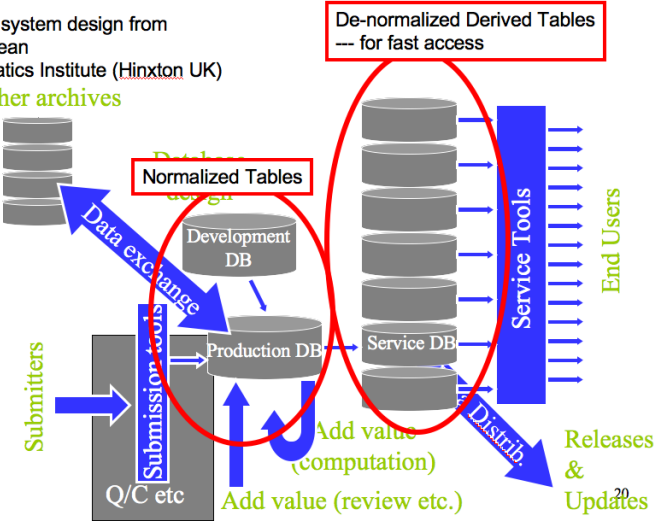 system design from
ean
atics Institute (Hinxton UK)
her archives
De-normalized Derived Tables
--- for fast access
Database
design
Normalized Tables
Data exchange
Development
DB
Production DB
Service DB
Service Tools
End Users
Submitters
Submission tools
Q/C etc
Add value
(computation)
Add value (review etc.)
Distrib.
Releases
&
Updates
20